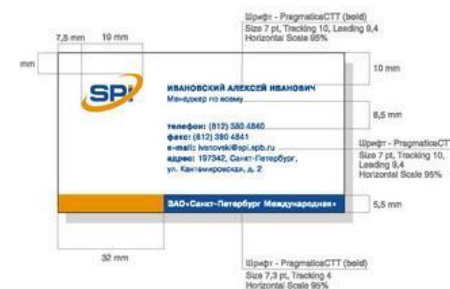 Шрифт - PragmaticaCTT (bold)
Size 7 pt, Tracking 10, Leading 9,4
Horizontal Scale 95%
7,5 mm
19 mm
mm
10 mm
SPI
ИВАНОВСКИЙ АЛЕКСЕЙ ИВАНОВИЧ
Менеджер по всему
8,5 mm
телефон: (812) 380 4840
факс: (812) 380 4841
e-mail: ivanovski@spi.spb.ru
адрес: 197342, Санкт-Петербург,
ул. Кантемировская, д. 2
Шрифт - PragmaticaCT
Size 7 pt, Tracking 10,
Leading 9,4
Horizontal Scale 95%
ЗАО«Санкт-Петербург Международная»
5,5 mm
32 mm
Шрифт - PragmaticaCTT (bold)
Size 7,3 pt, Tracking 4
Horizontal Scale 95%